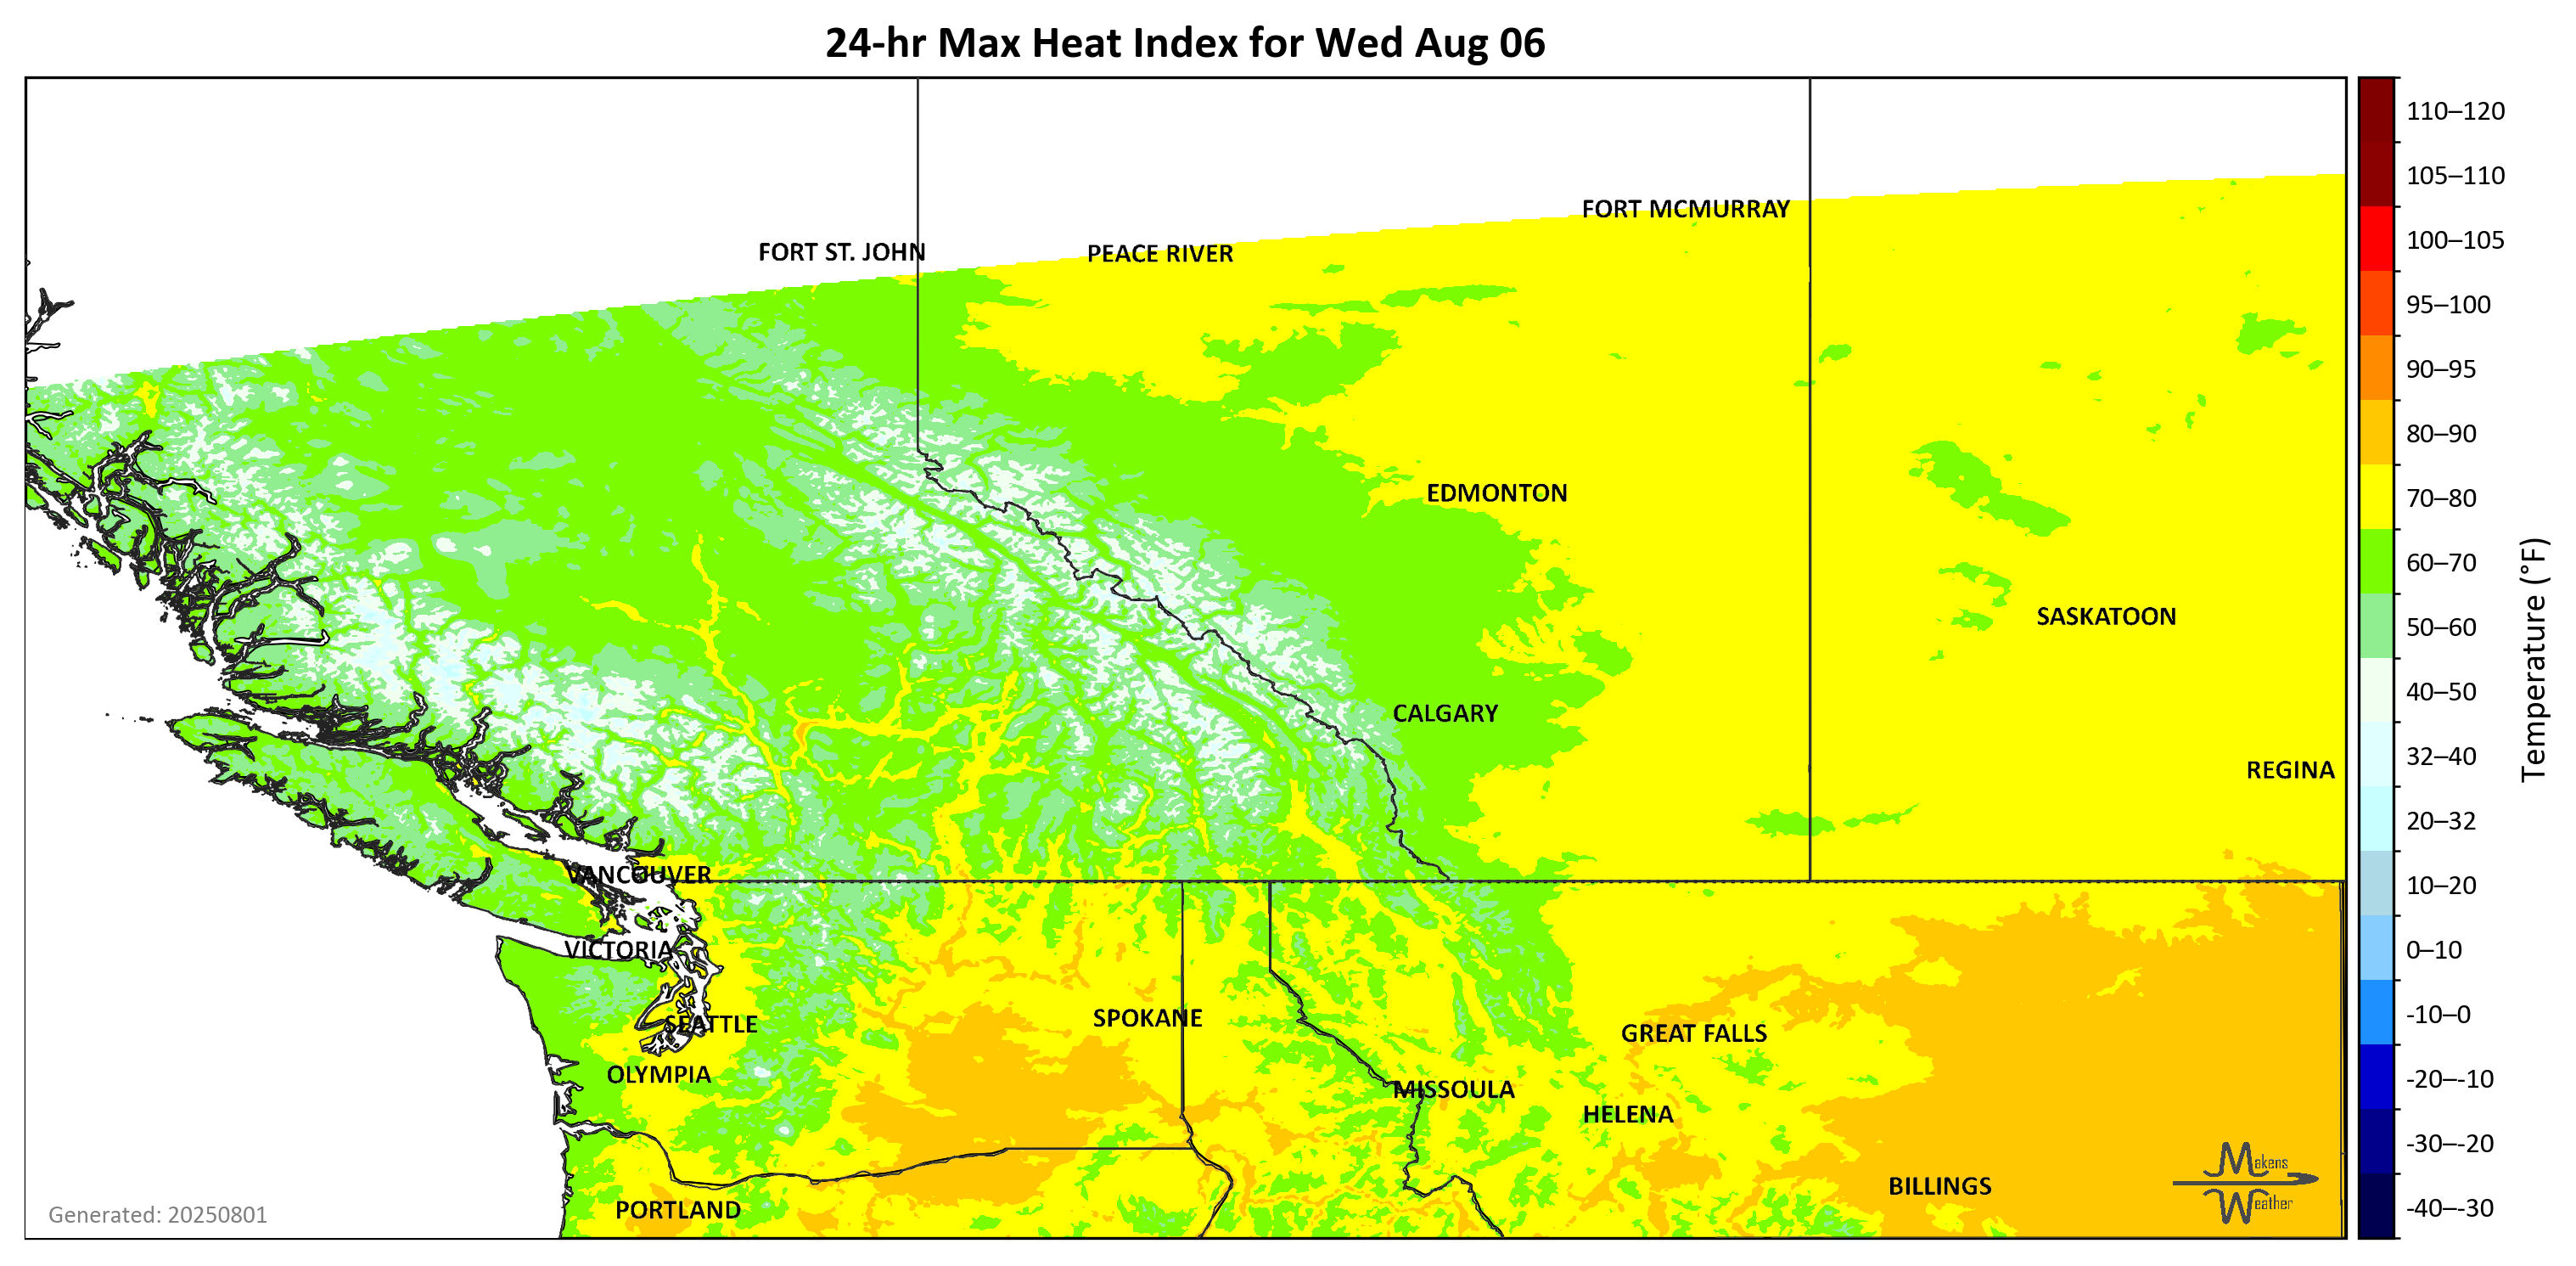 24-hr Max Heat Index for Wed Aug 06
110–120
105–110
FORT MCMURRAY
100–105
FORT ST. JOHN
PEACE RIVER
95–100
90–95
80–90
EDMONTON
70–80
60–70
SASKATOON
50–60
Temperature (°F)
40–50
CALGARY
32–40
REGINA
20–32
VANCOUVER
10–20
VICTORIA
0–10
SEATTLE
SPOKANE
GREAT FALLS
-10–0
OLYMPIA
MISSOULA
-20–-10
HELENA
-30–-20
Makens
Weather
BILLINGS
PORTLAND
-40–-30
Generated: 20250801